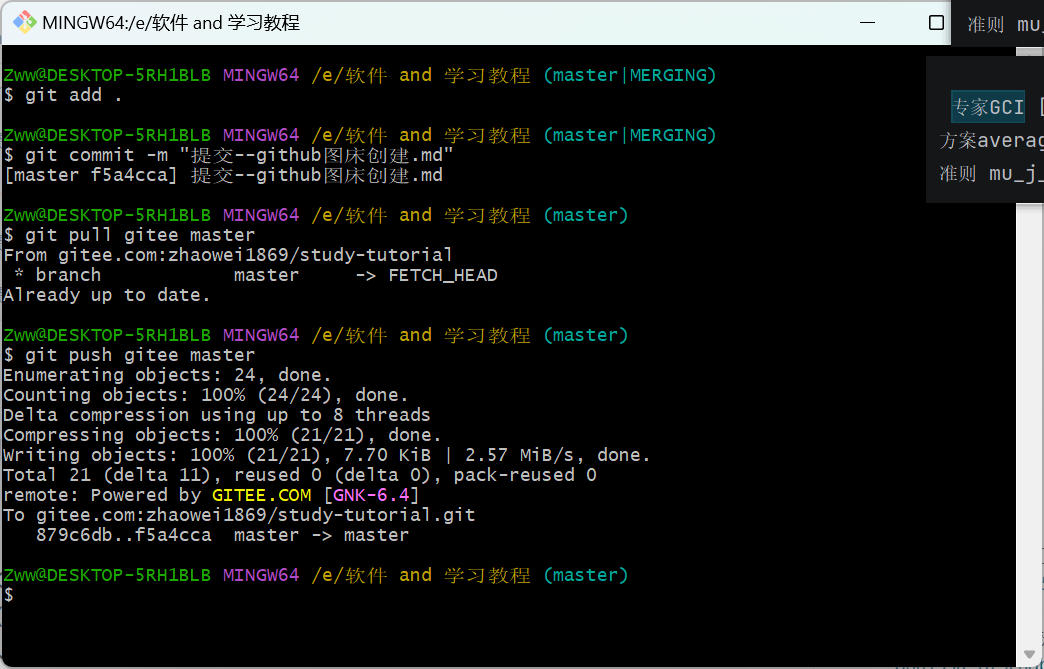 MINGW64:/e/软件 and 学习教程
Zww@DESKTOP-5RH1BLB MINGW64 /e/软件 and 学习教程 (master|MERGING)
$ git add .
Zww@DESKTOP-5RH1BLB MINGW64 /e/软件 and 学习教程 (master|MERGING)
$ git commit -m "提交--github图床创建.md"
[master f5a4cca] 提交--github图床创建.md
Zww@DESKTOP-5RH1BLB MINGW64 /e/软件 and 学习教程 (master)
$ git pull gitee master
From gitee.com:zhaowei1869/study-tutorial
 * branch            master     -> FETCH_HEAD
Already up to date.
Zww@DESKTOP-5RH1BLB MINGW64 /e/软件 and 学习教程 (master)
$ git push gitee master
Enumerating objects: 24, done.
Counting objects: 100% (24/24), done.
Delta compression using up to 8 threads
Compressing objects: 100% (21/21), done.
Writing objects: 100% (21/21), 7.70 KiB | 2.57 MiB/s, done.
Total 21 (delta 11), reused 0 (delta 0), pack-reused 0
remote: Powered by GITEE.COM [GNK-6.4]
To gitee.com:zhaowei1869/study-tutorial.git
   879c6db..f5a4cca  master -> master
Zww@DESKTOP-5RH1BLB MINGW64 /e/软件 and 学习教程 (master)
$
准则 mu_
专家GCI [
方案averag
准则 mu_j_